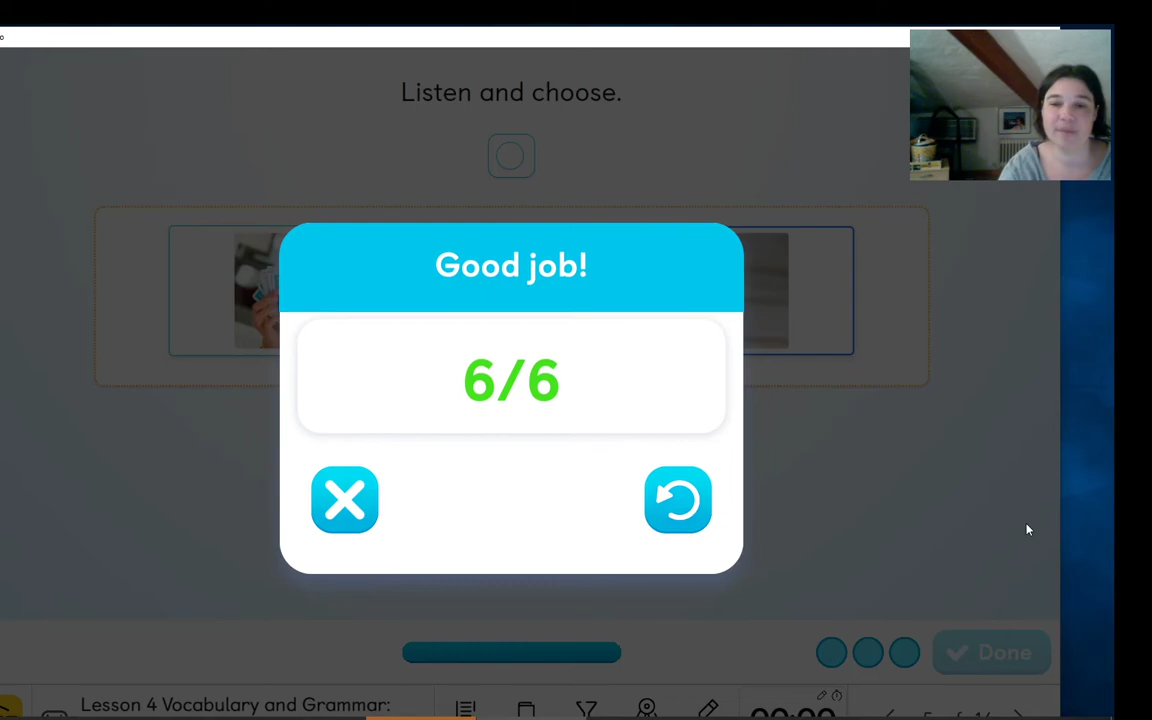 Listen and choose.
Good job!
6/6
Done
Lesson 4 Vocabulary and Grammar: